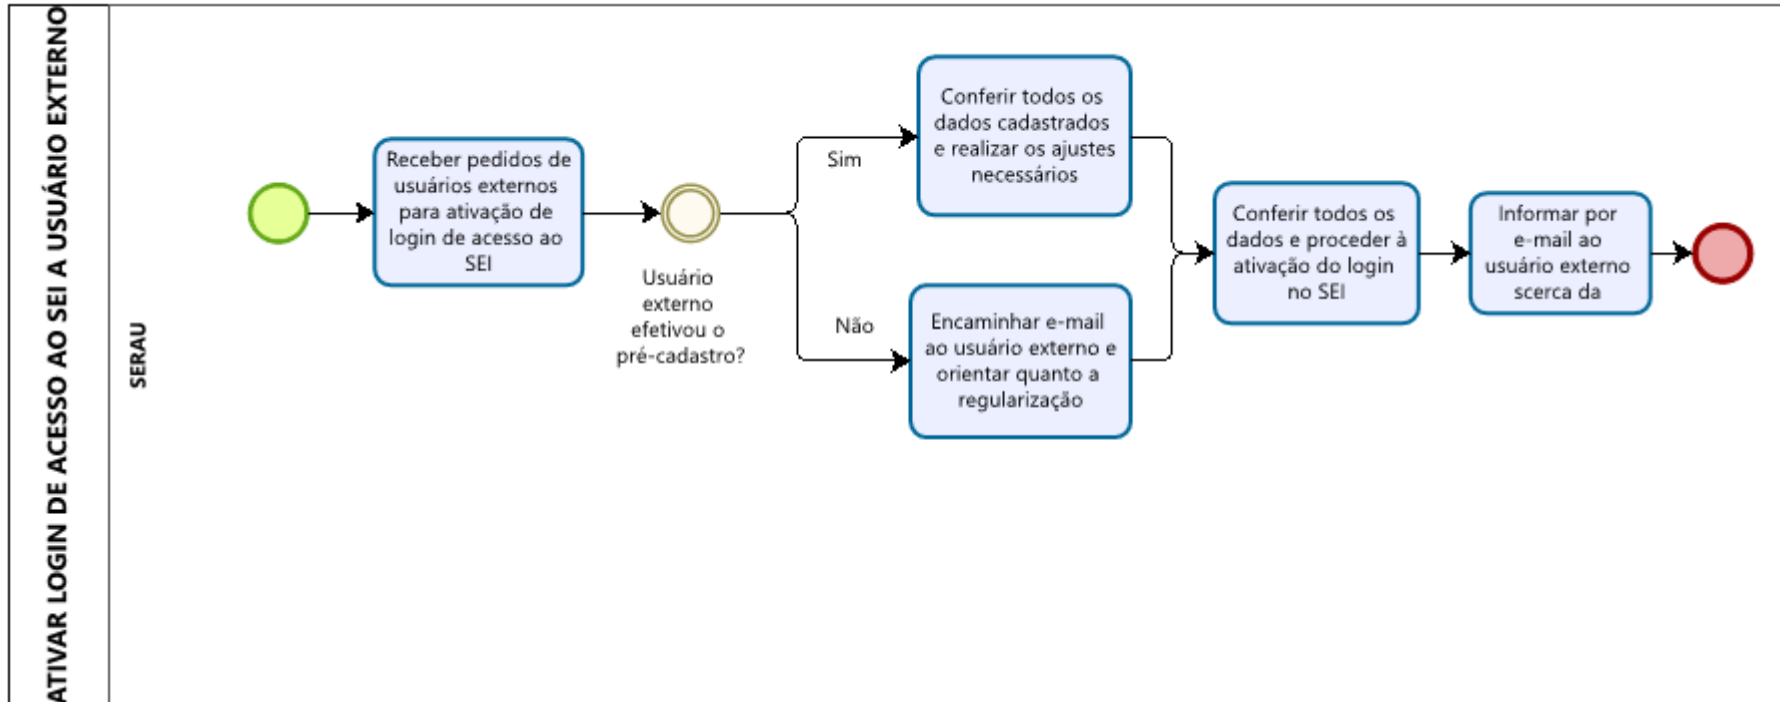 ATIVAR LOGIN DE ACESSO AO SEI A USUÁRIO EXTERNO
SERAU
Receber pedidos de
usuários externos
para ativação de
login de acesso ao
SEI
Usuário
externo
efetivou o
pré-cadastro?
Sim
Conferir todos os
dados cadastrados
e realizar os ajustes
necessários
Não
Encaminhar e-mail
ao usuário externo e
orientar quanto a
regularização
Conferir todos os
dados e proceder à
ativação do login
no SEI
Informar por
e-mail ao
usuário externo
scerca da